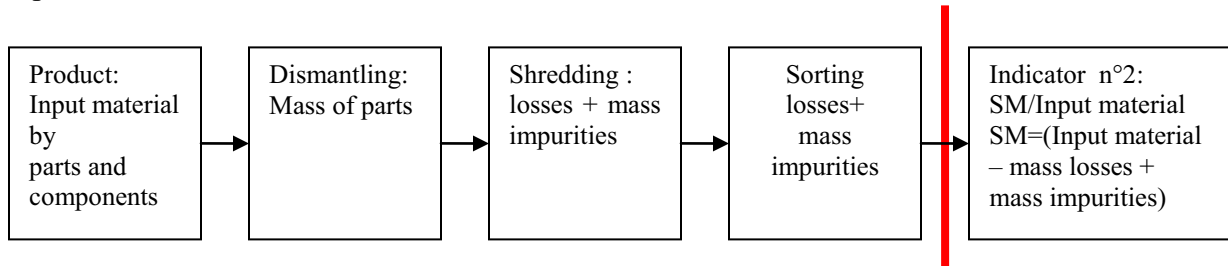 Product:
Input material
by
parts and
components
Dismantling:
Mass of parts
Shredding :
losses + mass
impurities
Sorting
losses+
mass
impurities
Indicator n°2:
SM/Input material
SM=(Input material
– mass losses +
mass impurities)